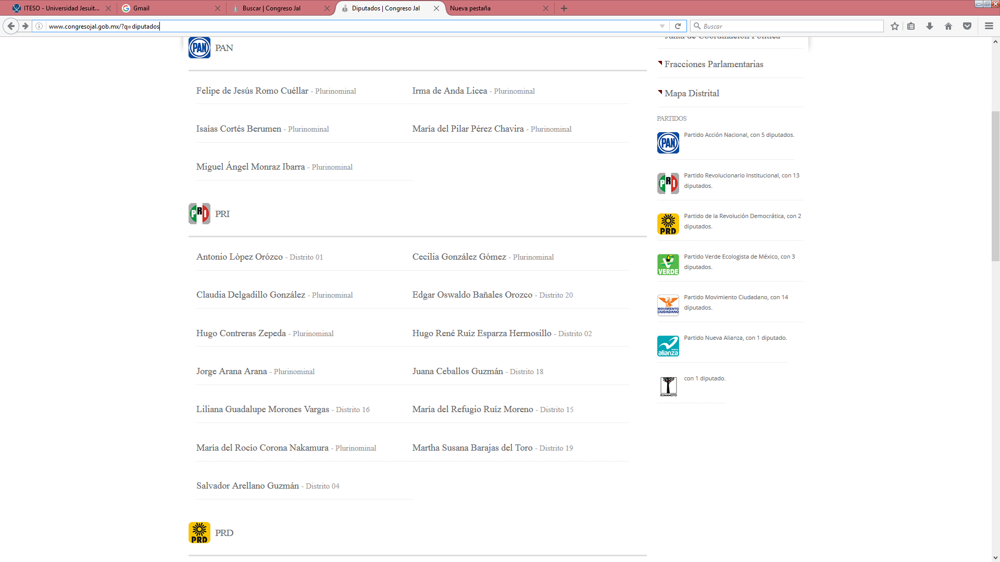 ITESO - Universidad Jesuit...
Gmail
Buscar | Congreso Jal
Diputados | Congreso Jal
Nueva pestaña
www.congresojal.gob.mx/?q=diputados
Buscar
PAN
PAN
Felipe de Jesús Romo Cuéllar - Plurinominal
Irma de Anda Licea - Plurinominal
Isaías Cortés Berumen - Plurinominal
María del Pilar Pérez Chavira - Plurinominal
Miguel Ángel Monraz Ibarra - Plurinominal
PRI
PRI
Antonio López Orózco - Distrito 01
Cecilia González Gómez - Plurinominal
Claudia Delgadillo González - Plurinominal
Edgar Oswaldo Bañales Orozco - Distrito 20
Hugo Contreras Zepeda - Plurinominal
Hugo René Ruíz Esparza Hermosillo - Distrito 02
Jorge Arana Arana - Plurinominal
Juana Ceballos Guzmán - Distrito 18
Liliana Guadalupe Morones Vargas - Distrito 16
María del Refugio Ruíz Moreno - Distrito 15
María del Rocío Corona Nakamura - Plurinominal
Martha Susana Barajas del Toro - Distrito 19
Salvador Arellano Guzmán - Distrito 04
PRD
PRD
Junta de Coordinación Política
Fracciones Parlamentarias
Mapa Distrital
PARTIDOS
PAN
Partido Acción Nacional, con 5 diputados.
PRI
Partido Revolucionario Institucional, con 13
diputados.
PRD
Partido de la Revolución Democrática, con 2
diputados.
VERDE
Partido Verde Ecologista de México, con 3
diputados.
MOVIMIENTO
CIUDADANO
Partido Movimiento Ciudadano, con 14
diputados.
nueva
alianza
Partido Nueva Alianza, con 1 diputado.
KUMAMOTO
con 1 diputado.